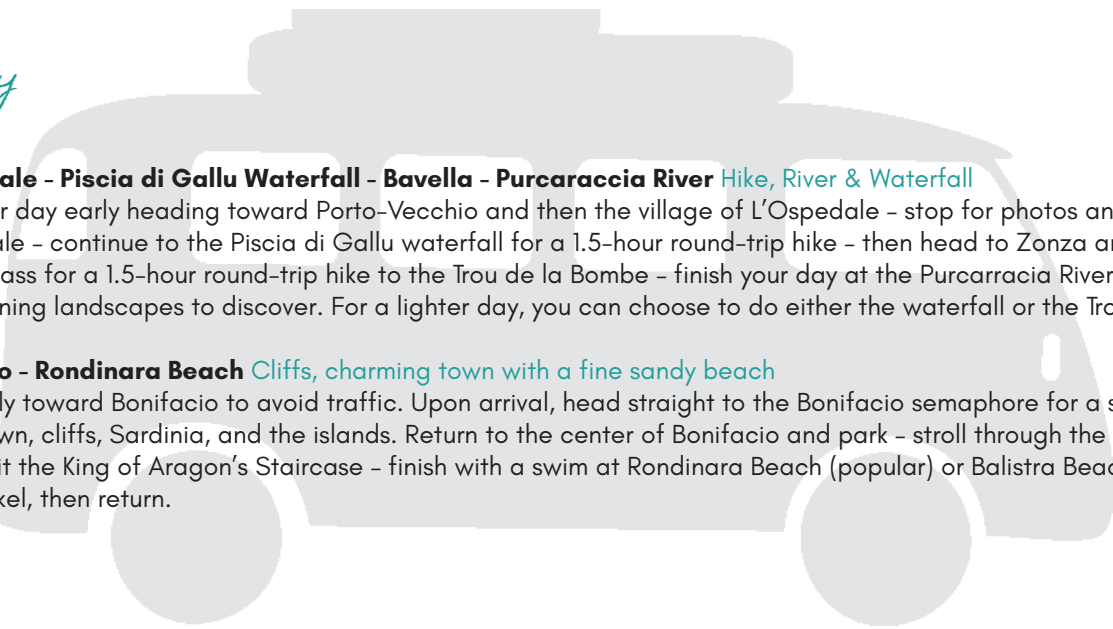 y
ale - Piscia di Gallu Waterfall - Bavella - Purcaraccia River Hike, River & Waterfall
r day early heading toward Porto-Vecchio and then the village of L'Ospedale - stop for photos an
ale - continue to the Piscia di Gallu waterfall for a 1.5-hour round-trip hike - then head to Zonza a
ass for a 1.5-hour round-trip hike to the Trou de la Bombe - finish your day at the Purcarracia River
ning landscapes to discover. For a lighter day, you can choose to do either the waterfall or the Tro
o - Rondinara Beach Cliffs, charming town with a fine sandy beach
ly toward Bonifacio to avoid traffic. Upon arrival, head straight to the Bonifacio semaphore for a s
wn, cliffs, Sardinia, and the islands. Return to the center of Bonifacio and park - stroll through the
it the King of Aragon's Staircase - finish with a swim at Rondinara Beach (popular) or Balistra Beac
kel, then return.